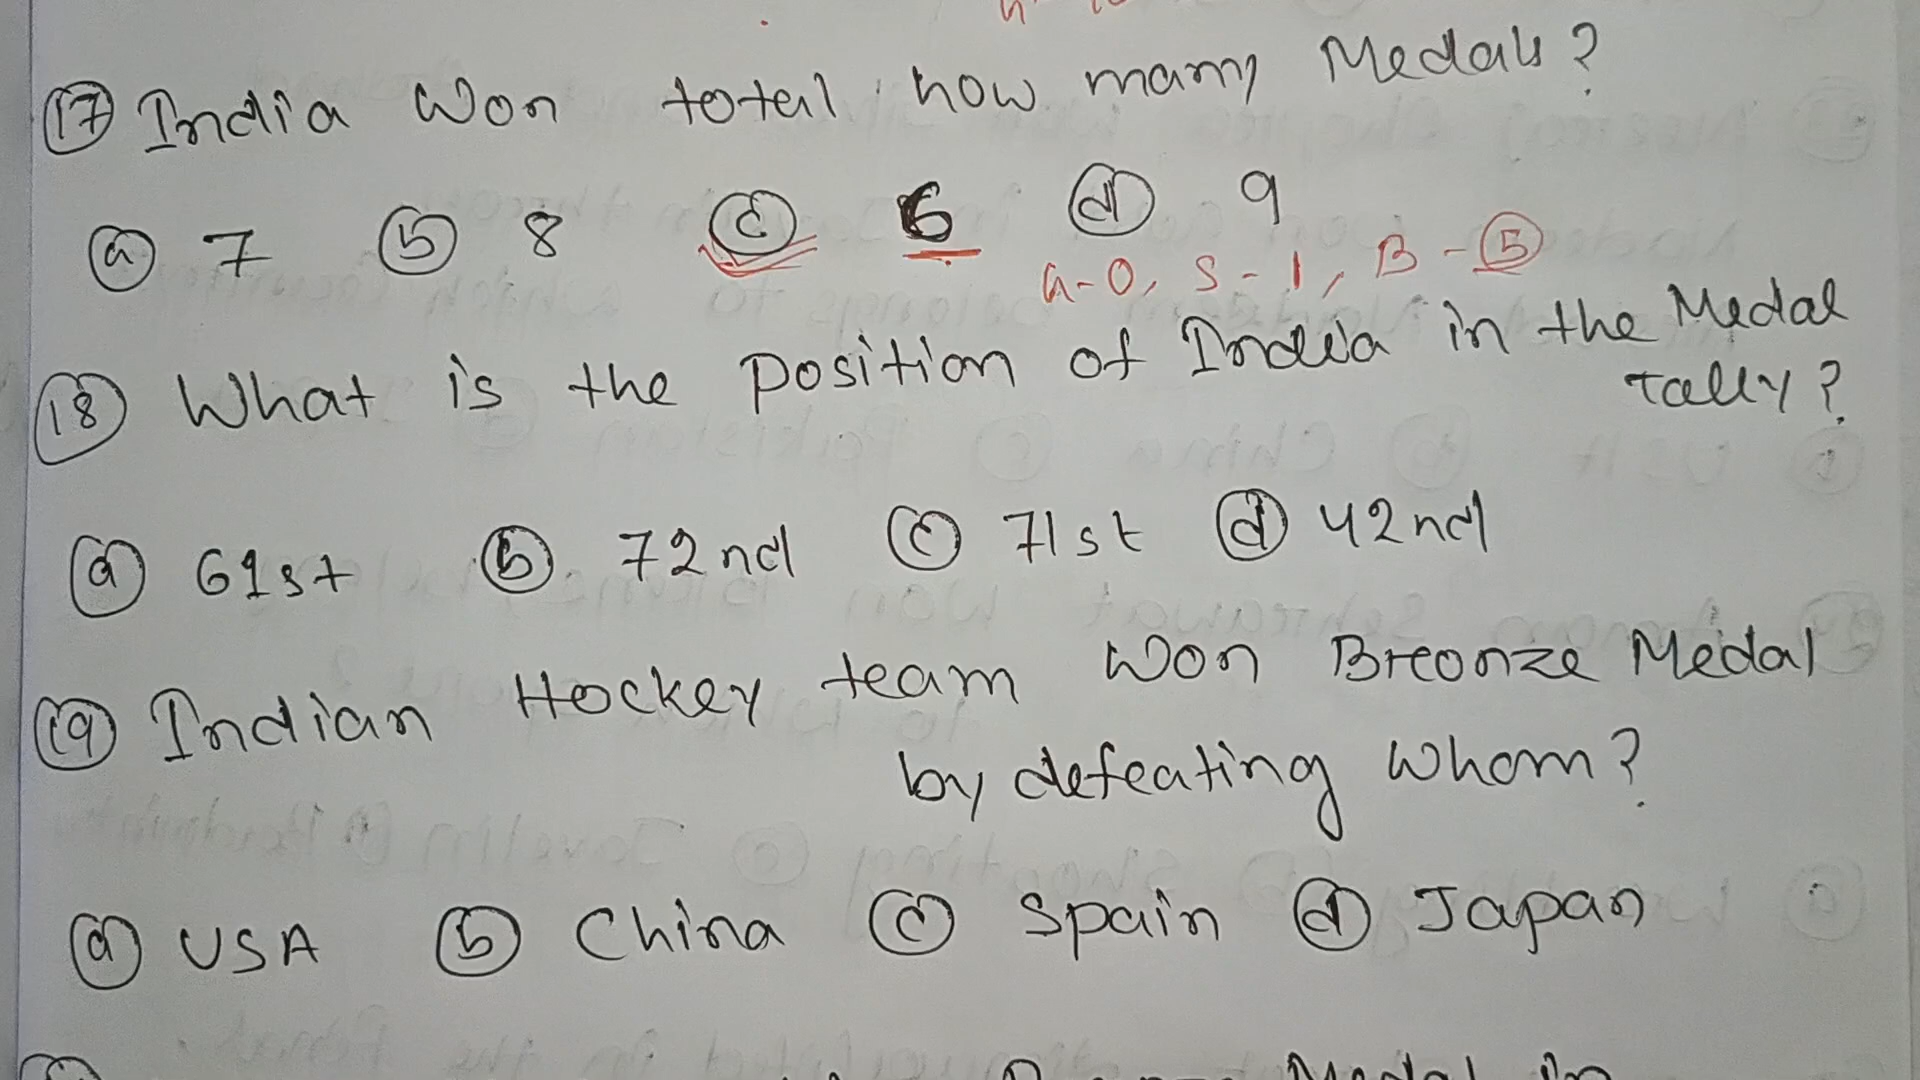 17 India won total how many Medals?
a 7 b 8 c 6 d 9
G-0, S-1, B-5
18 What is the position of India in the Medal
tally?
a 61st b 72nd c 71st d 42nd
19 Indian Hockey team won Breonze Medal
by defeating whom?
a USA b China c Spain d Japan
Medal in